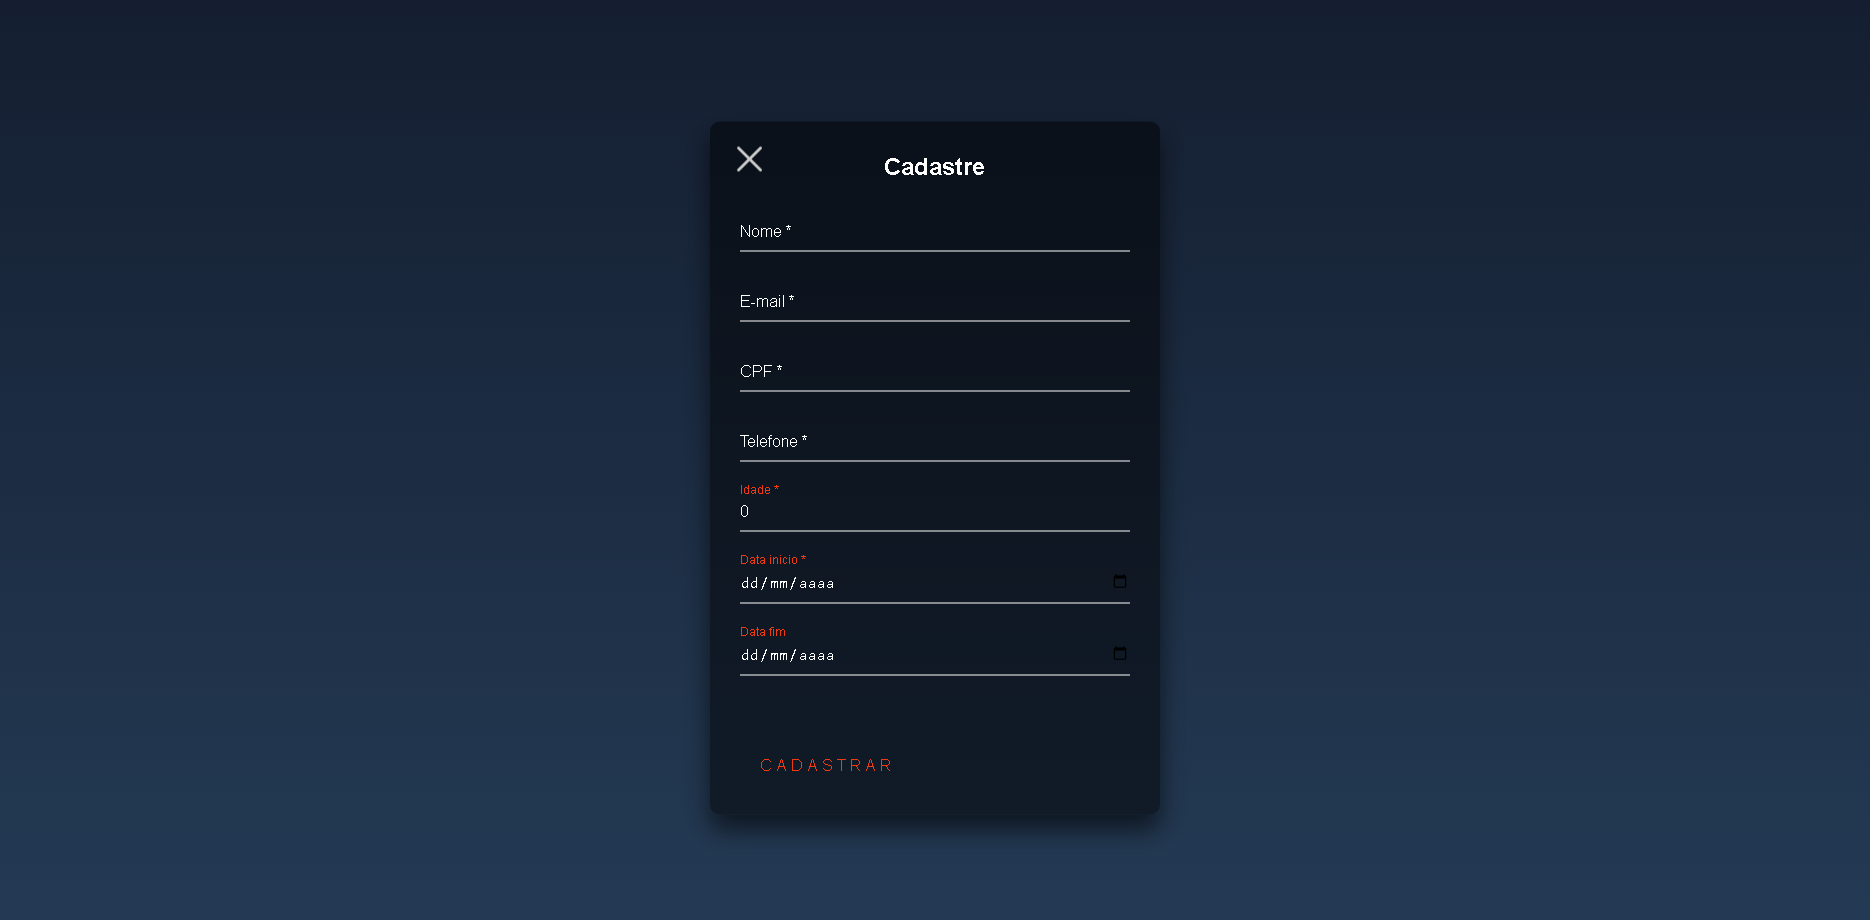 Cadastre
Nome *
E-mail *
CPF *
Telefone *
Idade *
0
Data inicio *
dd/mm/aaaa
Data fim
dd/mm/aaaa
CADASTRAR